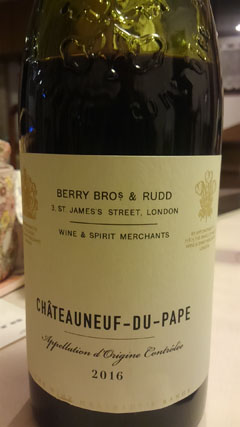 BERRY BROS & RUDD
3, ST. JAMES'S STREET, LONDON
WINE & SPIRIT MERCHANTS
CHÂTEAUNEUF-DU-PAPE
Appellation d'Origine Contrôlée
2016